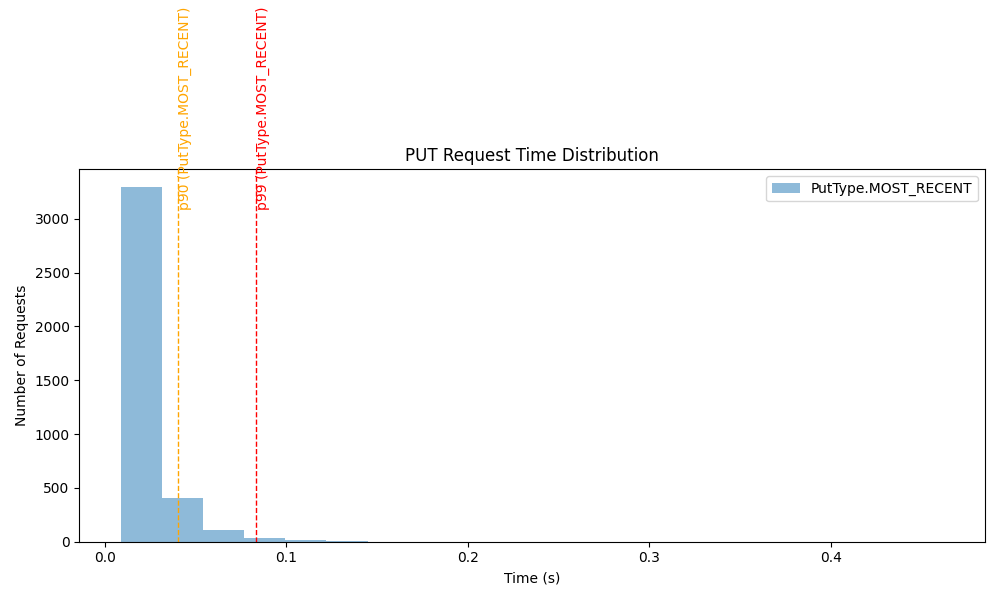 p90 (PutType.MOST_RECENT)
p99 (PutType.MOST_RECENT)
PUT Request Time Distribution
PutType.MOST_RECENT
Number of Requests
3000
2500
2000
1500
1000
500
0
0.0 0.1 0.2 0.3 0.4
Time (s)